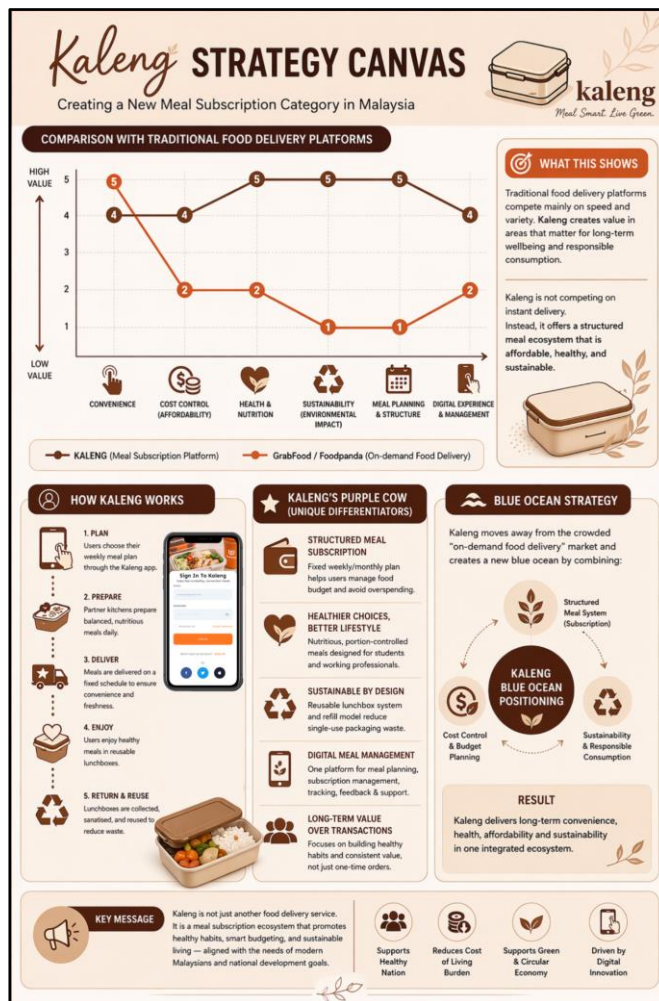 Kaleng STRATEGY CANVAS
Creating a New Meal Subscription Category in Malaysia
kaleng
Meal Smart. Live Green.
COMPARISON WITH TRADITIONAL FOOD DELIVERY PLATFORMS
HIGH
VALUE
5
4
3
2
1
LOW
VALUE
4
4
5
5
5
4
5
2
2
1
1
2
CONVENIENCE
COST CONTROL
(AFFORDABILITY)
HEALTH &
NUTRITION
SUSTAINABILITY
(ENVIRONMENTAL
IMPACT)
MEAL PLANNING
& STRUCTURE
DIGITAL EXPERIENCE
& MANAGEMENT
KALENG (Meal Subscription Platform)
GrabFood / Foodpanda (On-demand Food Delivery)
WHAT THIS SHOWS
Traditional food delivery platforms
compete mainly on speed and
variety. Kaleng creates value in
areas that matter for long-term
wellbeing and responsible
consumption.
Kaleng is not competing on
instant delivery.
Instead, it offers a structured
meal ecosystem that is
affordable, healthy, and
sustainable.
HOW KALENG WORKS
1. PLAN
Users choose their
weekly meal plan
through the Kaleng app.
2. PREPARE
Partner kitchens prepare
balanced, nutritious
meals daily.
3. DELIVER
Meals are delivered on a
fixed schedule to ensure
convenience and
freshness.
4. ENJOY
Users enjoy healthy
meals in reusable
lunchboxes.
5. RETURN & REUSE
Lunchboxes are collected,
sanitised, and reused to
reduce waste.
Sign In To Kaleng
KALENG'S PURPLE COW
(UNIQUE DIFFERENTIATORS)
STRUCTURED MEAL
SUBSCRIPTION
Fixed weekly/monthly plan
helps users manage food
budget and avoid overspending.
HEALTHIER CHOICES,
BETTER LIFESTYLE
Nutritious, portion-controlled
meals designed for students
and working professionals.
SUSTAINABLE BY DESIGN
Reusable lunchbox system
and refill model reduce
single-use packaging waste.
DIGITAL MEAL MANAGEMENT
One platform for meal planning,
subscription management,
tracking, feedback & support.
LONG-TERM VALUE
OVER TRANSACTIONS
Focuses on building healthy
habits and consistent value,
not just one-time orders.
BLUE OCEAN STRATEGY
Kaleng moves away from the crowded
"on-demand food delivery" market and
creates a new blue ocean by combining:
Structured
Meal System
(Subscription)
KALENG
BLUE OCEAN
POSITIONING
Cost Control
& Budget
Planning
Sustainability
& Responsible
Consumption
RESULT
Kaleng delivers long-term convenience,
health, affordability and sustainability
in one integrated ecosystem.
KEY MESSAGE
Kaleng is not just another food delivery service.
It is a meal subscription ecosystem that promotes
healthy habits, smart budgeting, and sustainable
living — aligned with the needs of modern
Malaysians and national development goals.
Supports
Healthy
Nation
Reduces Cost
of Living
Burden
Supports Green
& Circular
Economy
Driven by
Digital
Innovation